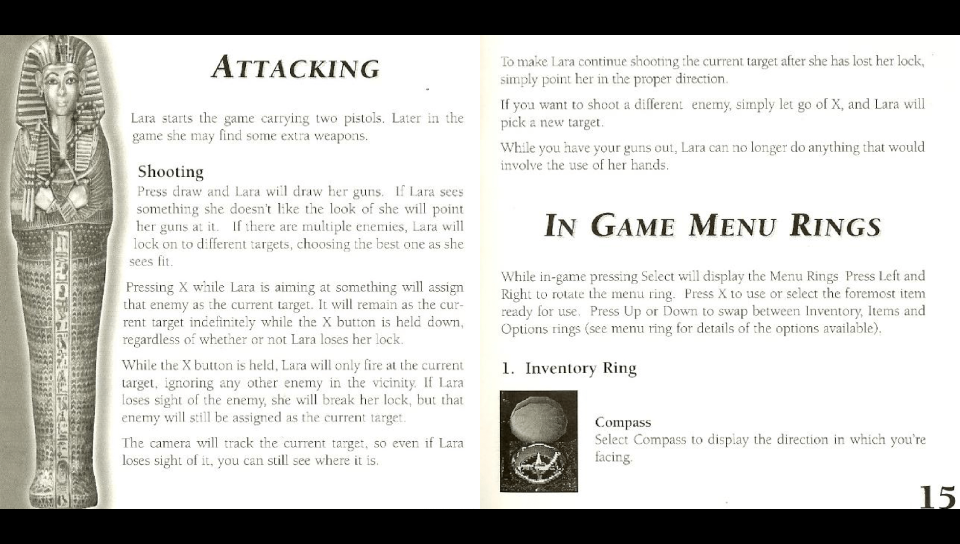 ATTACKING
Lara starts the game carrying two pistols. Later in the
game she may find some extra weapons.
Shooting
Press draw and Lara will draw her guns. If Lara sees
something she doesn't like the look of she will point
her guns at it. If there are multiple enemies, Lara will
lock on to different targets, choosing the best one as she
sees fit.
Pressing X while Lara is aiming at something will assign
that enemy as the current target. It will remain as the cur-
rent target indefinitely while the X button is held down,
regardless of whether or not Lara loses her lock.
While the X button is held, Lara will only fire at the current
target, ignoring any other enemy in the vicinity. If Lara
loses sight of the enemy, she will break her lock, but that
enemy will still be assigned as the current target.
The camera will track the current target, so even if Lara
loses sight of it, you can still see where it is.
To make Lara continue shooting the current target after she has lost her lock,
simply point her in the proper direction.
If you want to shoot a different enemy, simply let go of X, and Lara will
pick a new target.
While you have your guns out, Lara can no longer do anything that would
involve the use of her hands.
IN GAME MENU RINGS
While in-game pressing Select will display the Menu Rings Press Left and
Right to rotate the menu ring. Press X to use or select the foremost item
ready for use. Press Up or Down to swap between Inventory, Items and
Options rings (see menu ring for details of the options available).
1. Inventory Ring
Compass
Select Compass to display the direction in which you're
facing.
15